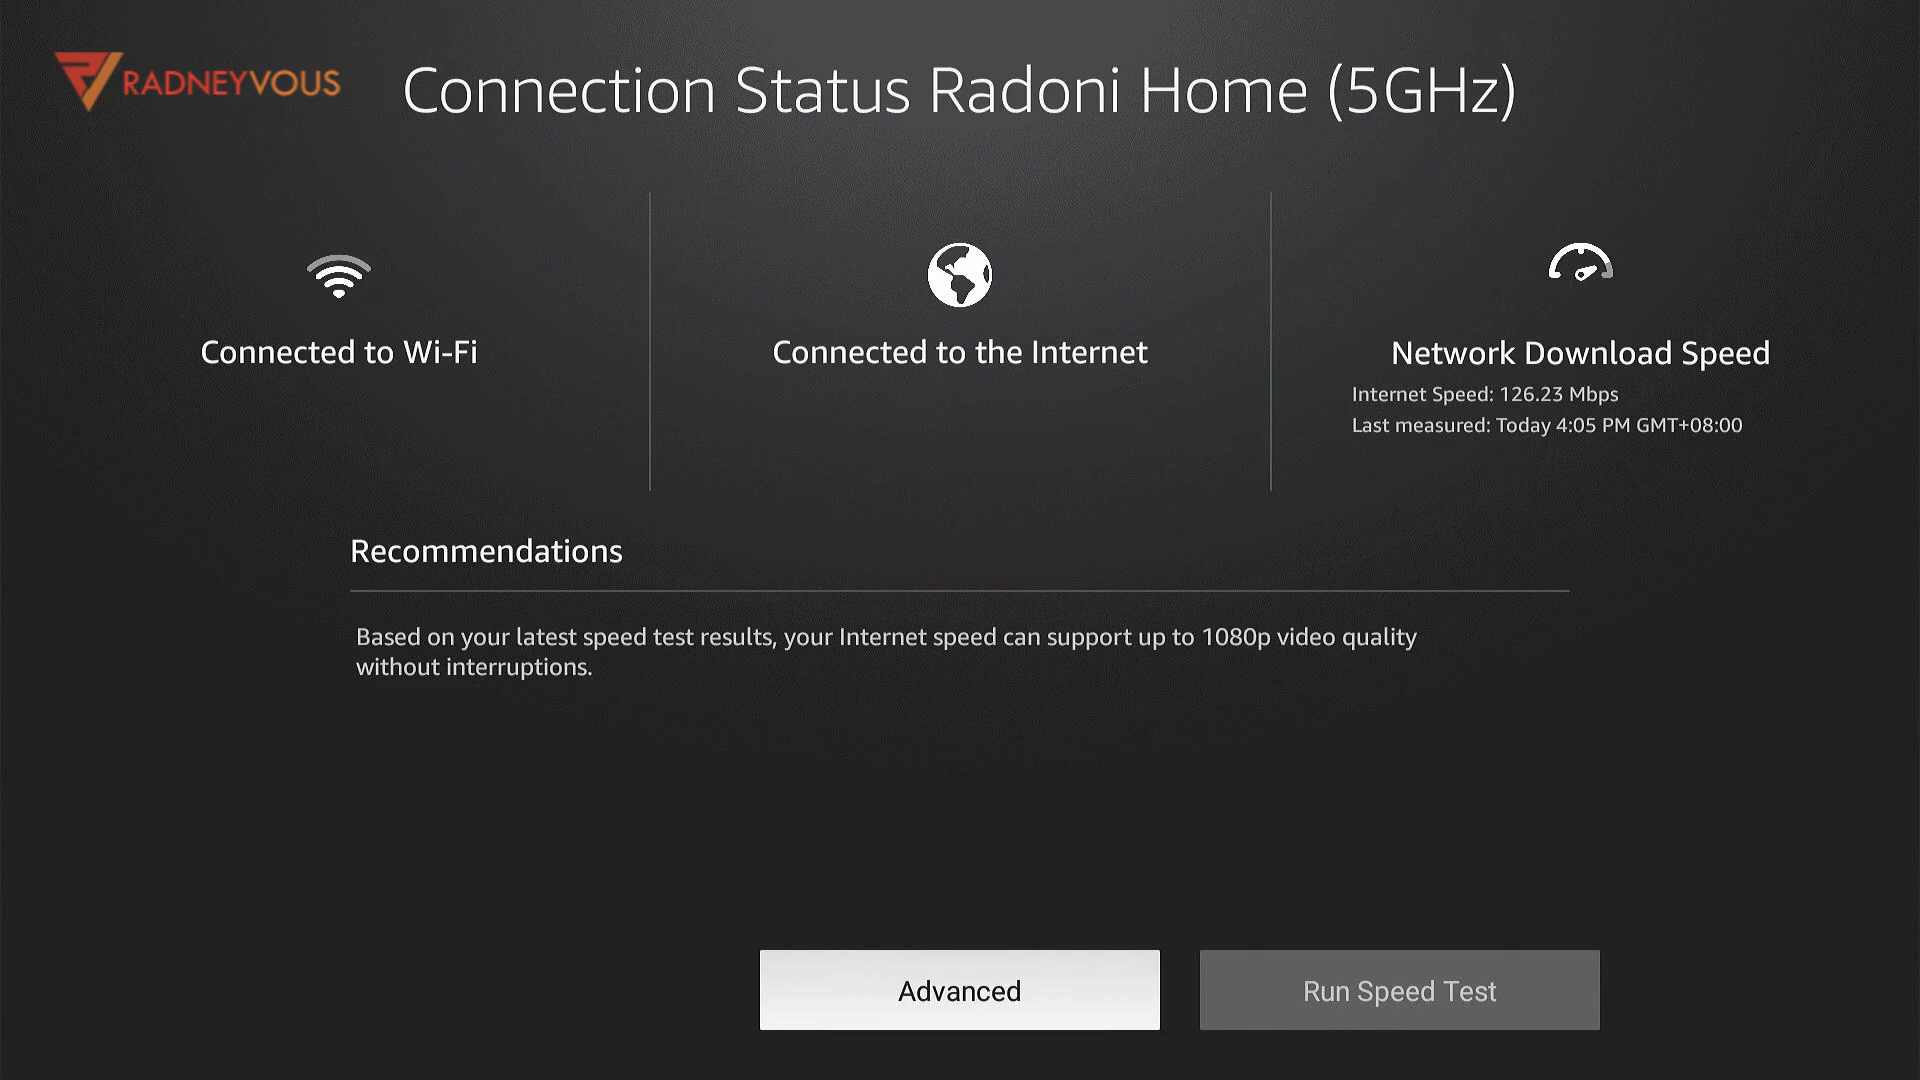 RADNEYVOUS
Connection Status Radoni Home (5GHz)
Connected to Wi-Fi
Connected to the Internet
Network Download Speed
Internet Speed: 126.23 Mbps
Last measured: Today 4:05 PM GMT+08:00
Recommendations
Based on your latest speed test results, your Internet speed can support up to 1080p video quality
without interruptions.
Advanced
Run Speed Test